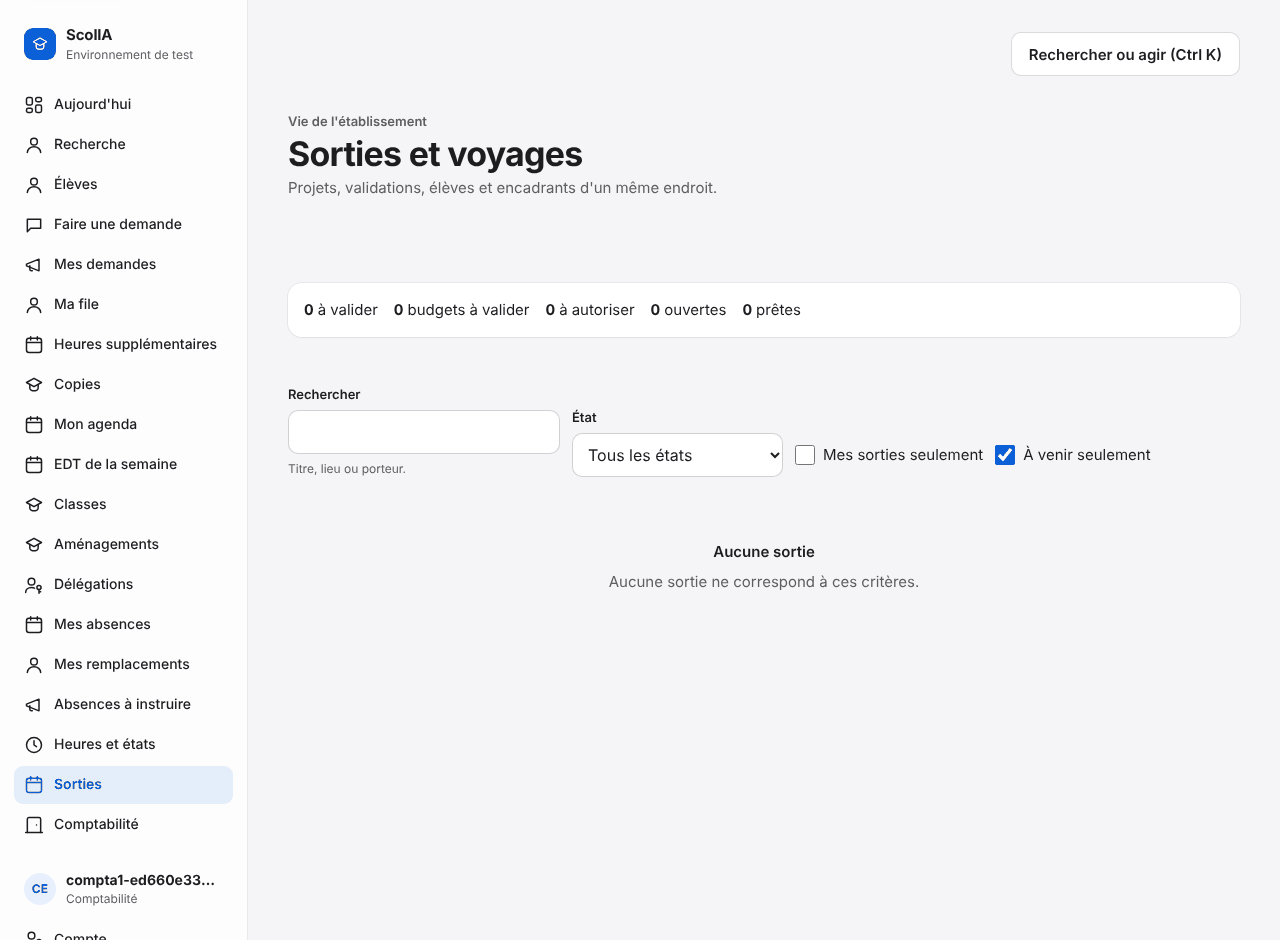 ScolIA
Environnement de test
Aujourd'hui
Recherche
Élèves
Faire une demande
Mes demandes
Ma file
Heures supplémentaires
Copies
Mon agenda
EDT de la semaine
Classes
Aménagements
Délégations
Mes absences
Mes remplacements
Absences à instruire
Heures et états
Sorties
Comptabilité
CE
compta1-ed660e33...
Comptabilité
Compte
Rechercher ou agir (Ctrl K)
Vie de l'établissement
Sorties et voyages
Projets, validations, élèves et encadrants d'un même endroit.
0 à valider 0 budgets à valider 0 à autoriser 0 ouvertes 0 prêtes
Rechercher
Titre, lieu ou porteur.
État
Tous les états
Mes sorties seulement
À venir seulement
Aucune sortie
Aucune sortie ne correspond à ces critères.